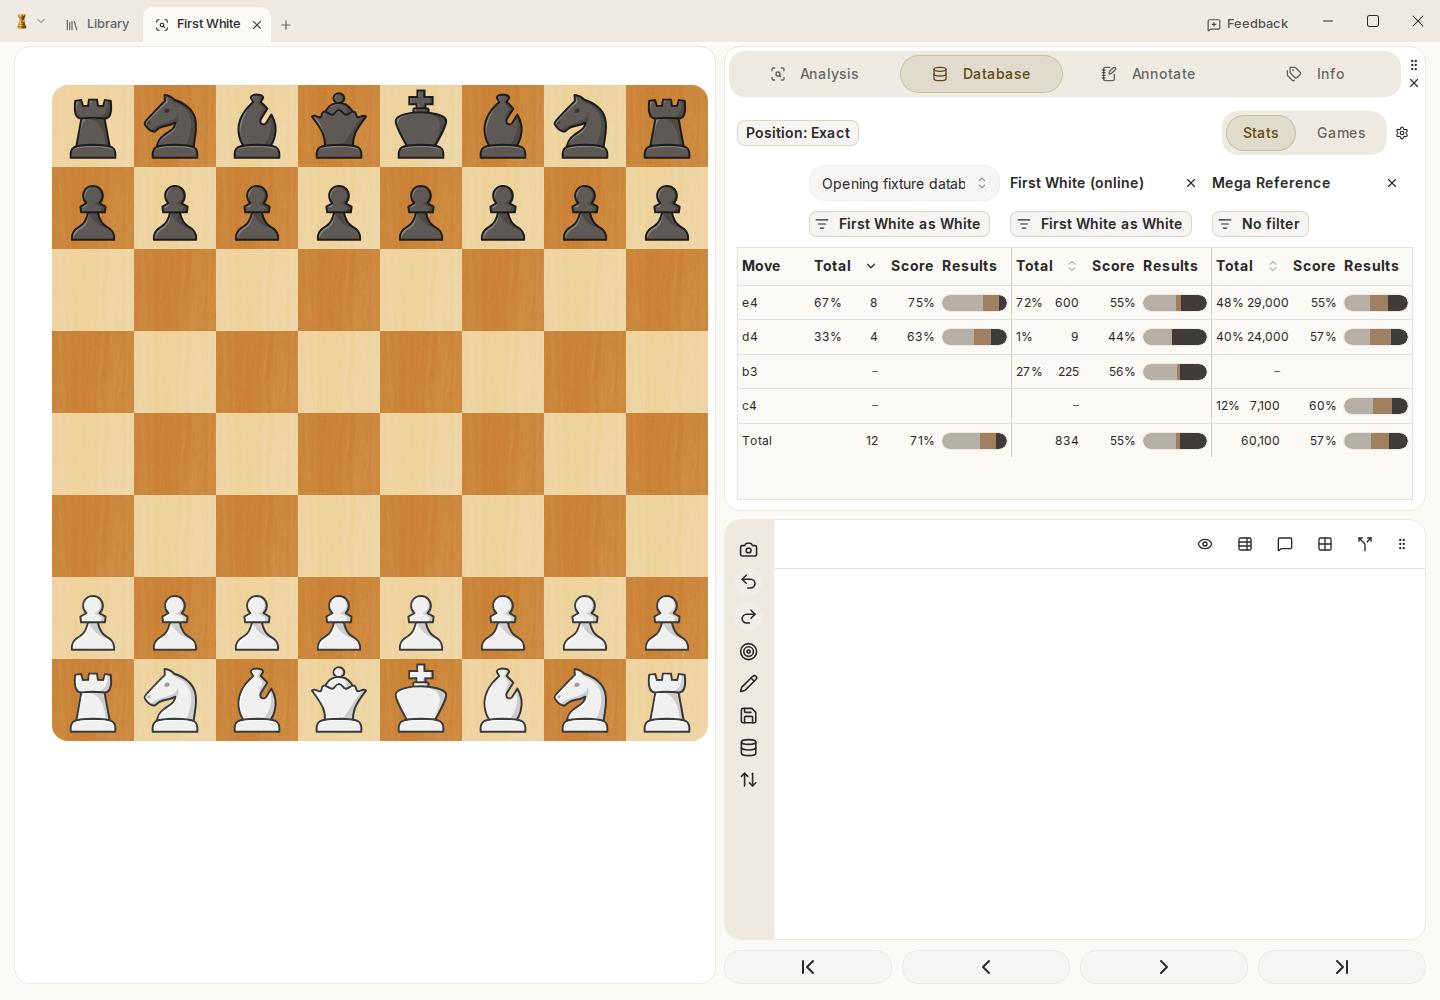 Library
First White
Feedback
Analysis
Database
Annotate
Info
Position: Exact
Stats
Games
Opening fixture datab
First White (online)
Mega Reference
First White as White
First White as White
No filter
Move Total Score Results Total Score Results Total Score Results
e4 67% 8 75% 72% 600 55% 48% 29,000 55%
d4 33% 4 63% 1% 9 44% 40% 24,000 57%
b3 – 27% 225 56% –
c4 – – 12% 7,100 60%
Total 12 71% 834 55% 60,100 57%